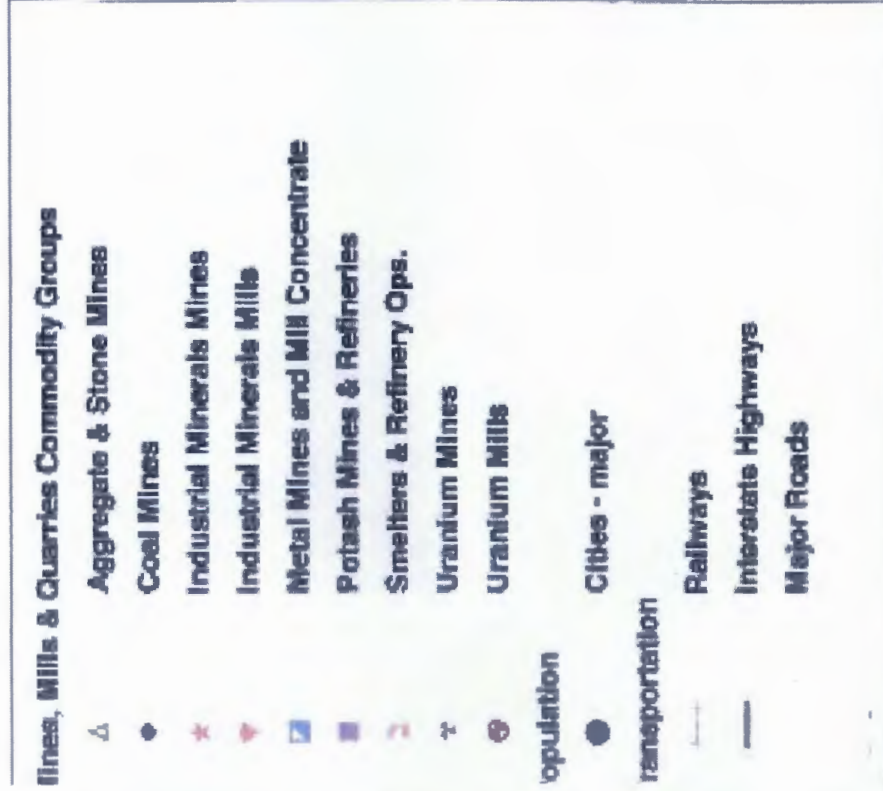 lines, Mills & Quarries Commodity Groups
Aggregate & Stone Mines
Coal Mines
Industrial Minerals Mines
Industrial Minerals Mills
Metal Mines and Mill Concentrate
Potash Mines & Refineries
Smelters & Refinery Ops.
Uranium Mines
Uranium Mills
opulation
Cities - major
ransportation
Railways
Interstate Highways
Major Roads